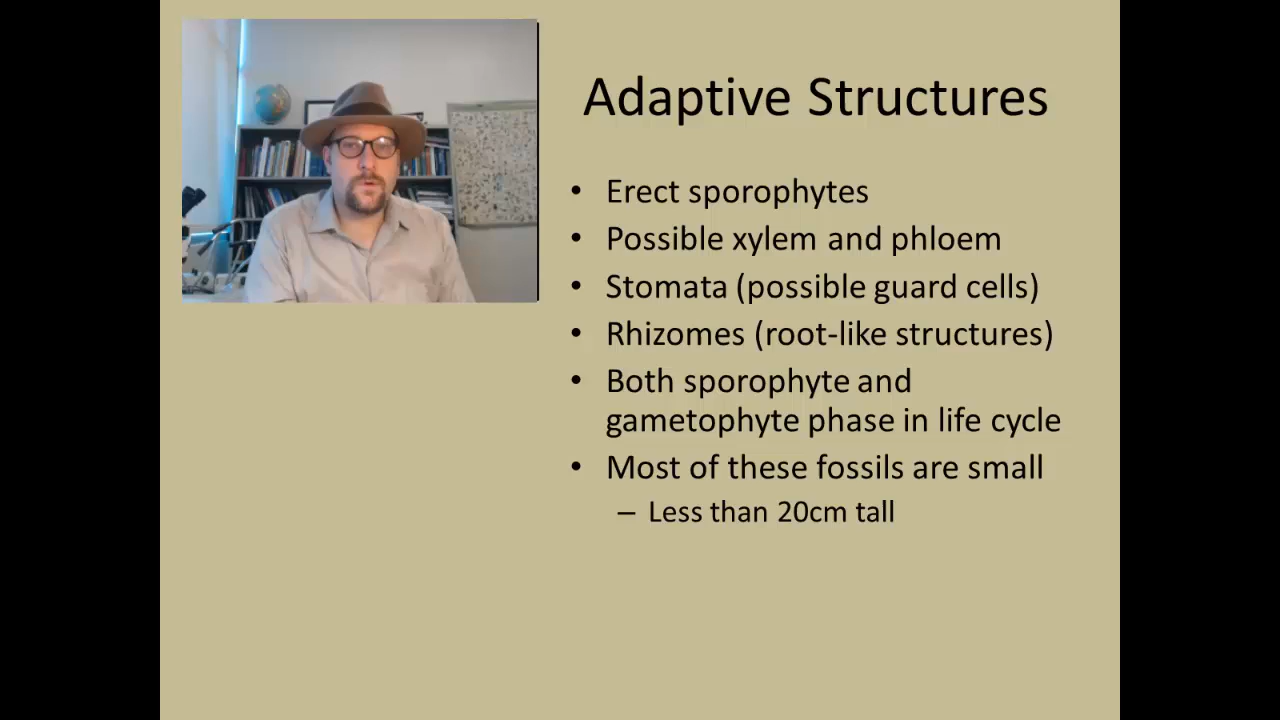 Adaptive Structures
• Erect sporophytes
• Possible xylem and phloem
• Stomata (possible guard cells)
• Rhizomes (root-like structures)
• Both sporophyte and
gametophyte phase in life cycle
• Most of these fossils are small
– Less than 20cm tall